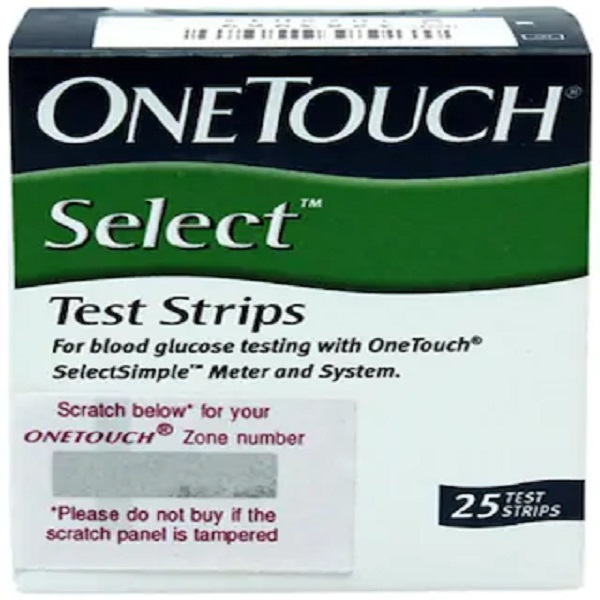 ONETOUCH®
Select™
Test Strips
For blood glucose testing with OneTouch®
SelectSimple™ Meter and System.
Scratch below* for your
ONETOUCH® Zone number
*Please do not buy if the
scratch panel is tampered
25 TEST
STRIPS